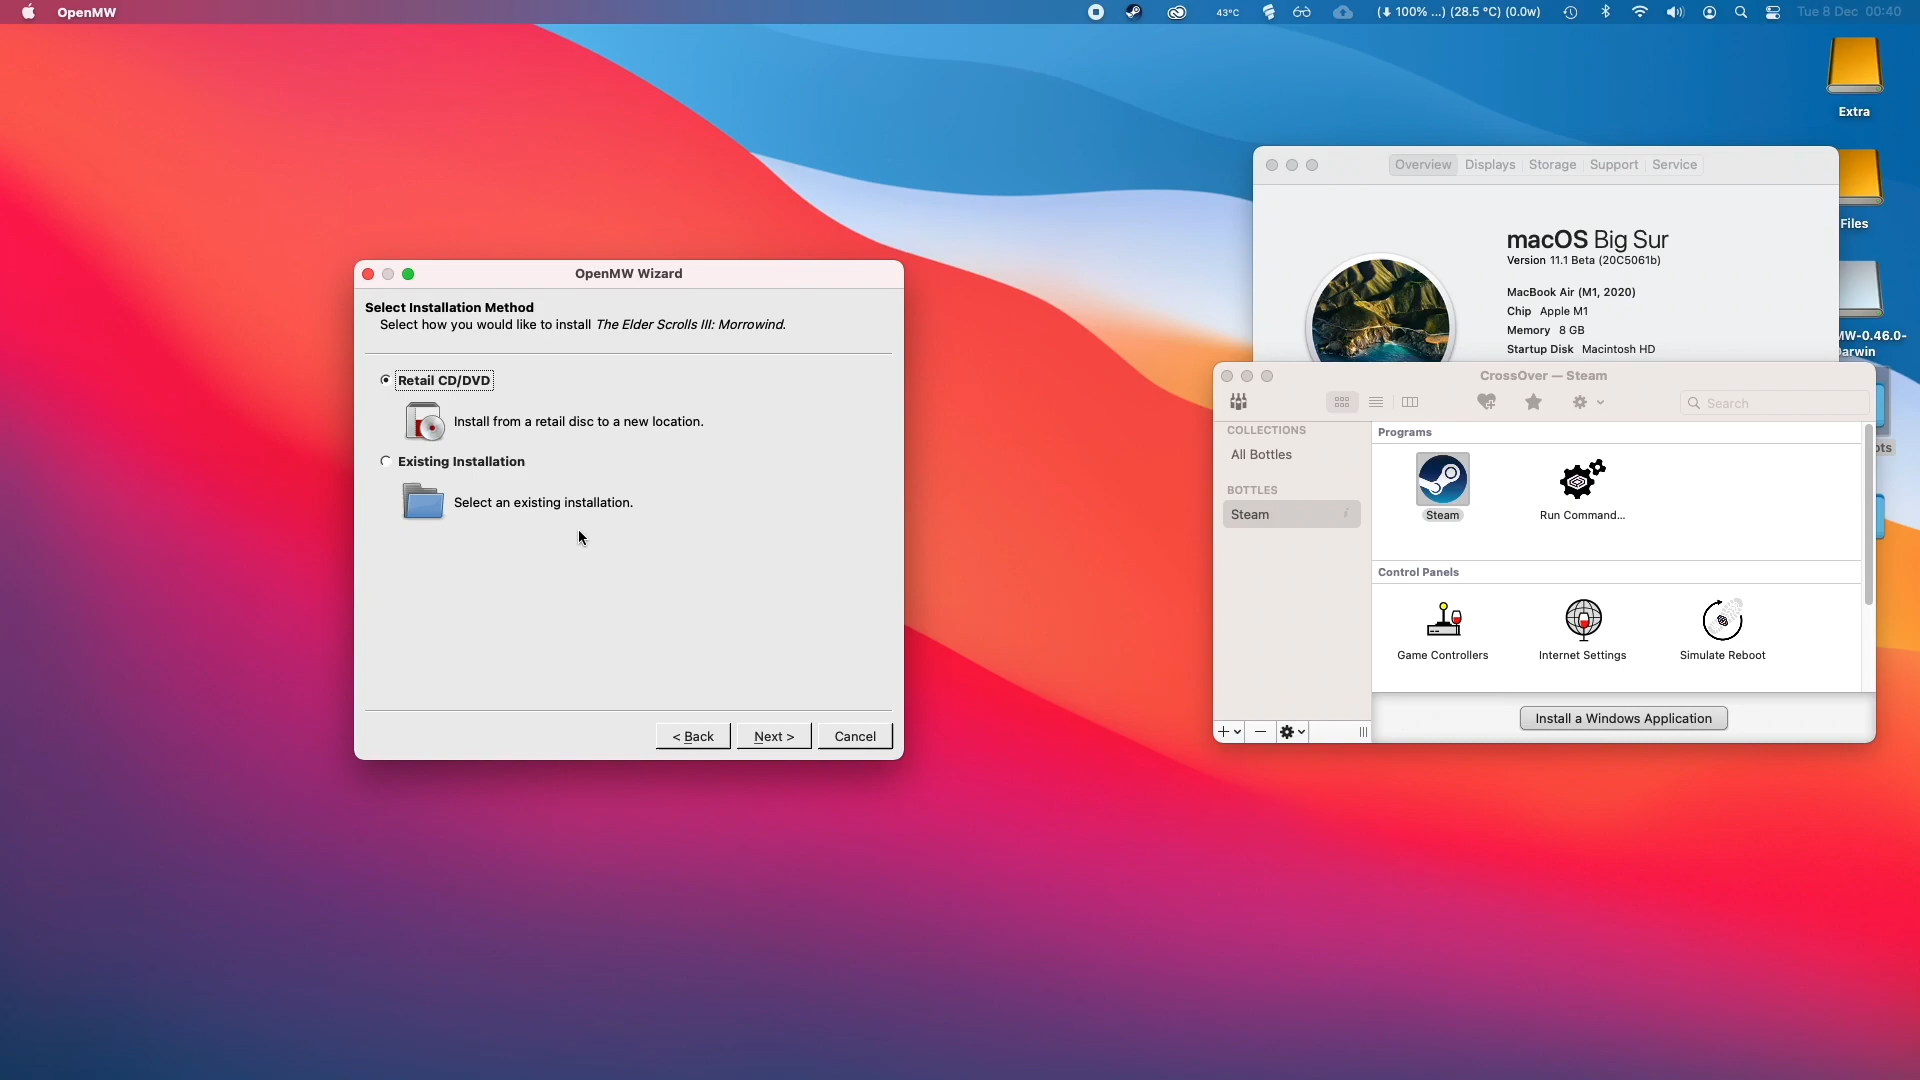 OpenMW
43°C
100% ...) (28.5 °C) (0.0w)
Tue 8 Dec 00:40
Extra
Files
MW-0.46.0-
arwin
ots
Overview Displays Storage Support Service
macOS Big Sur
Version 11.1 Beta (20C5061b)
MacBook Air (M1, 2020)
Chip Apple M1
Memory 8 GB
Startup Disk Macintosh HD
OpenMW Wizard
Select Installation Method
Select how you would like to install The Elder Scrolls III: Morrowind.
Retail CD/DVD
Install from a retail disc to a new location.
Existing Installation
Select an existing installation.
< Back Next > Cancel
CrossOver — Steam
Search
COLLECTIONS
All Bottles
BOTTLES
Steam
Programs
Steam Run Command...
Control Panels
Game Controllers Internet Settings Simulate Reboot
Install a Windows Application